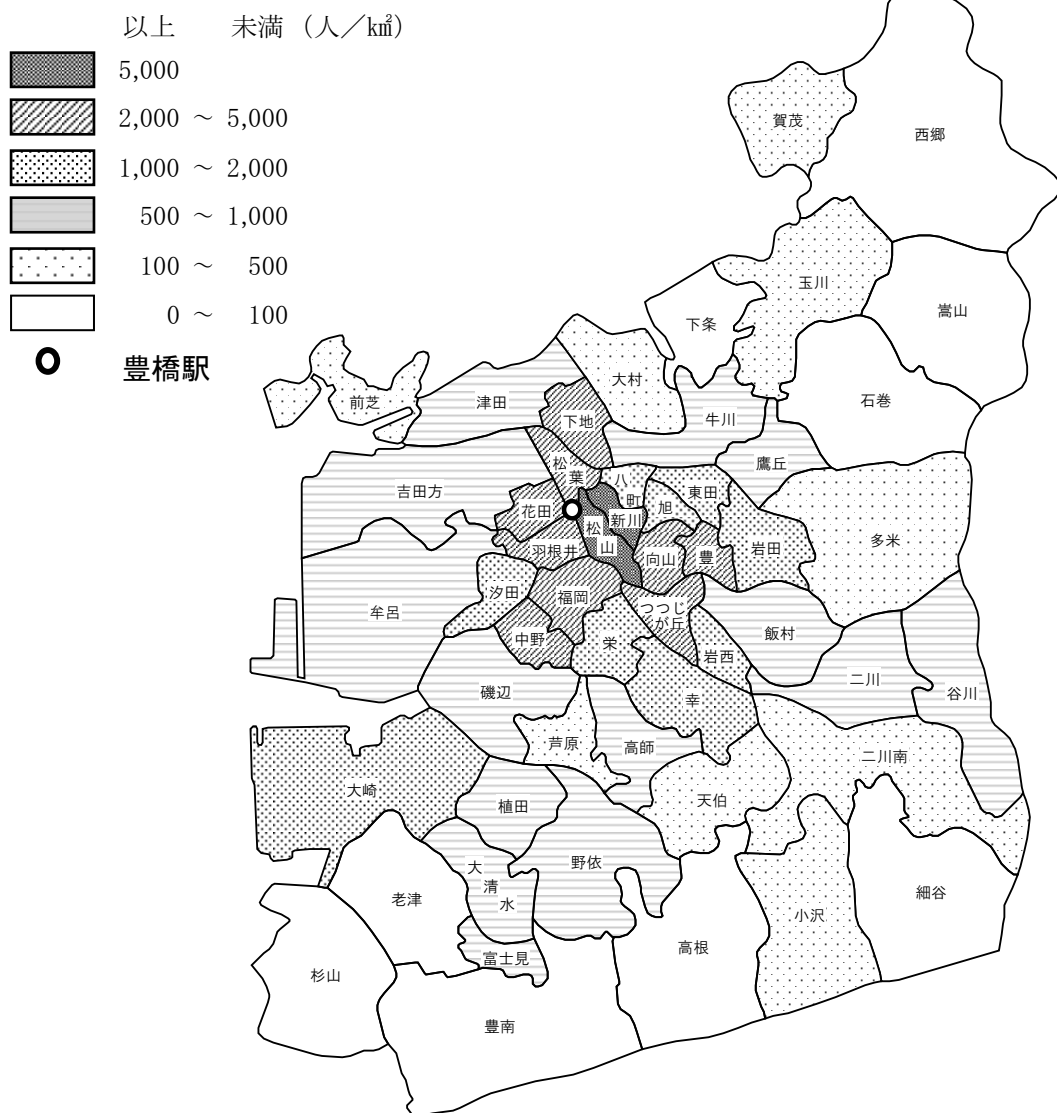 以上 未満 (人/㎢)
5,000
2,000 ～ 5,000
1,000 ～ 2,000
500 ～ 1,000
100 ～ 500
0 ～ 100
豊橋駅
賀茂
西郷
玉川
嵩山
下条
大村
石巻
前芝
津田
牛川
下地
鷹丘
松葉
吉田方
八町
東田
花田
新川
旭
松山
岩田
多米
羽根井
向山
豊
汐田
福岡
つつじが丘
牟呂
飯村
中野
栄
岩西
二川
谷川
磯辺
幸
芦原
高師
二川南
大崎
天伯
植田
野依
大清水
老津
細谷
小沢
高根
富士見
杉山
豊南